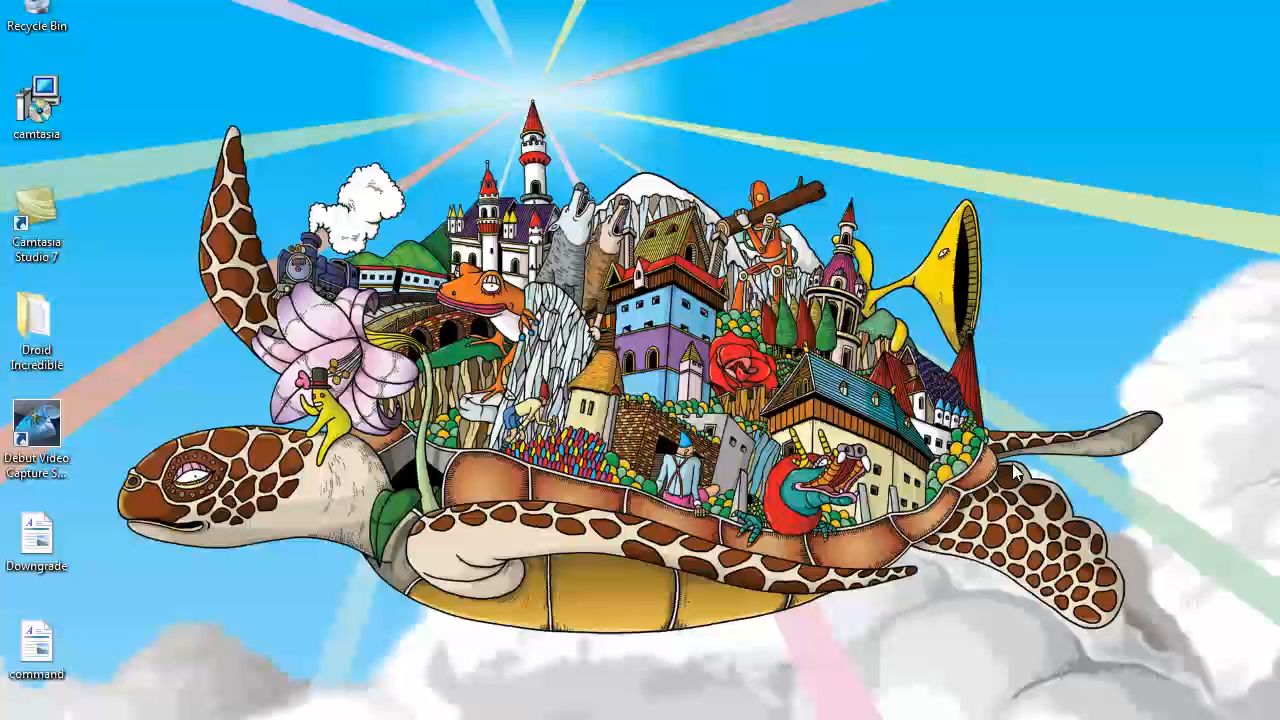 Recycle Bin
camtasia
Camtasia
Studio 7
Droid
Incredible
Debut Video
Capture S...
Downgrade
command